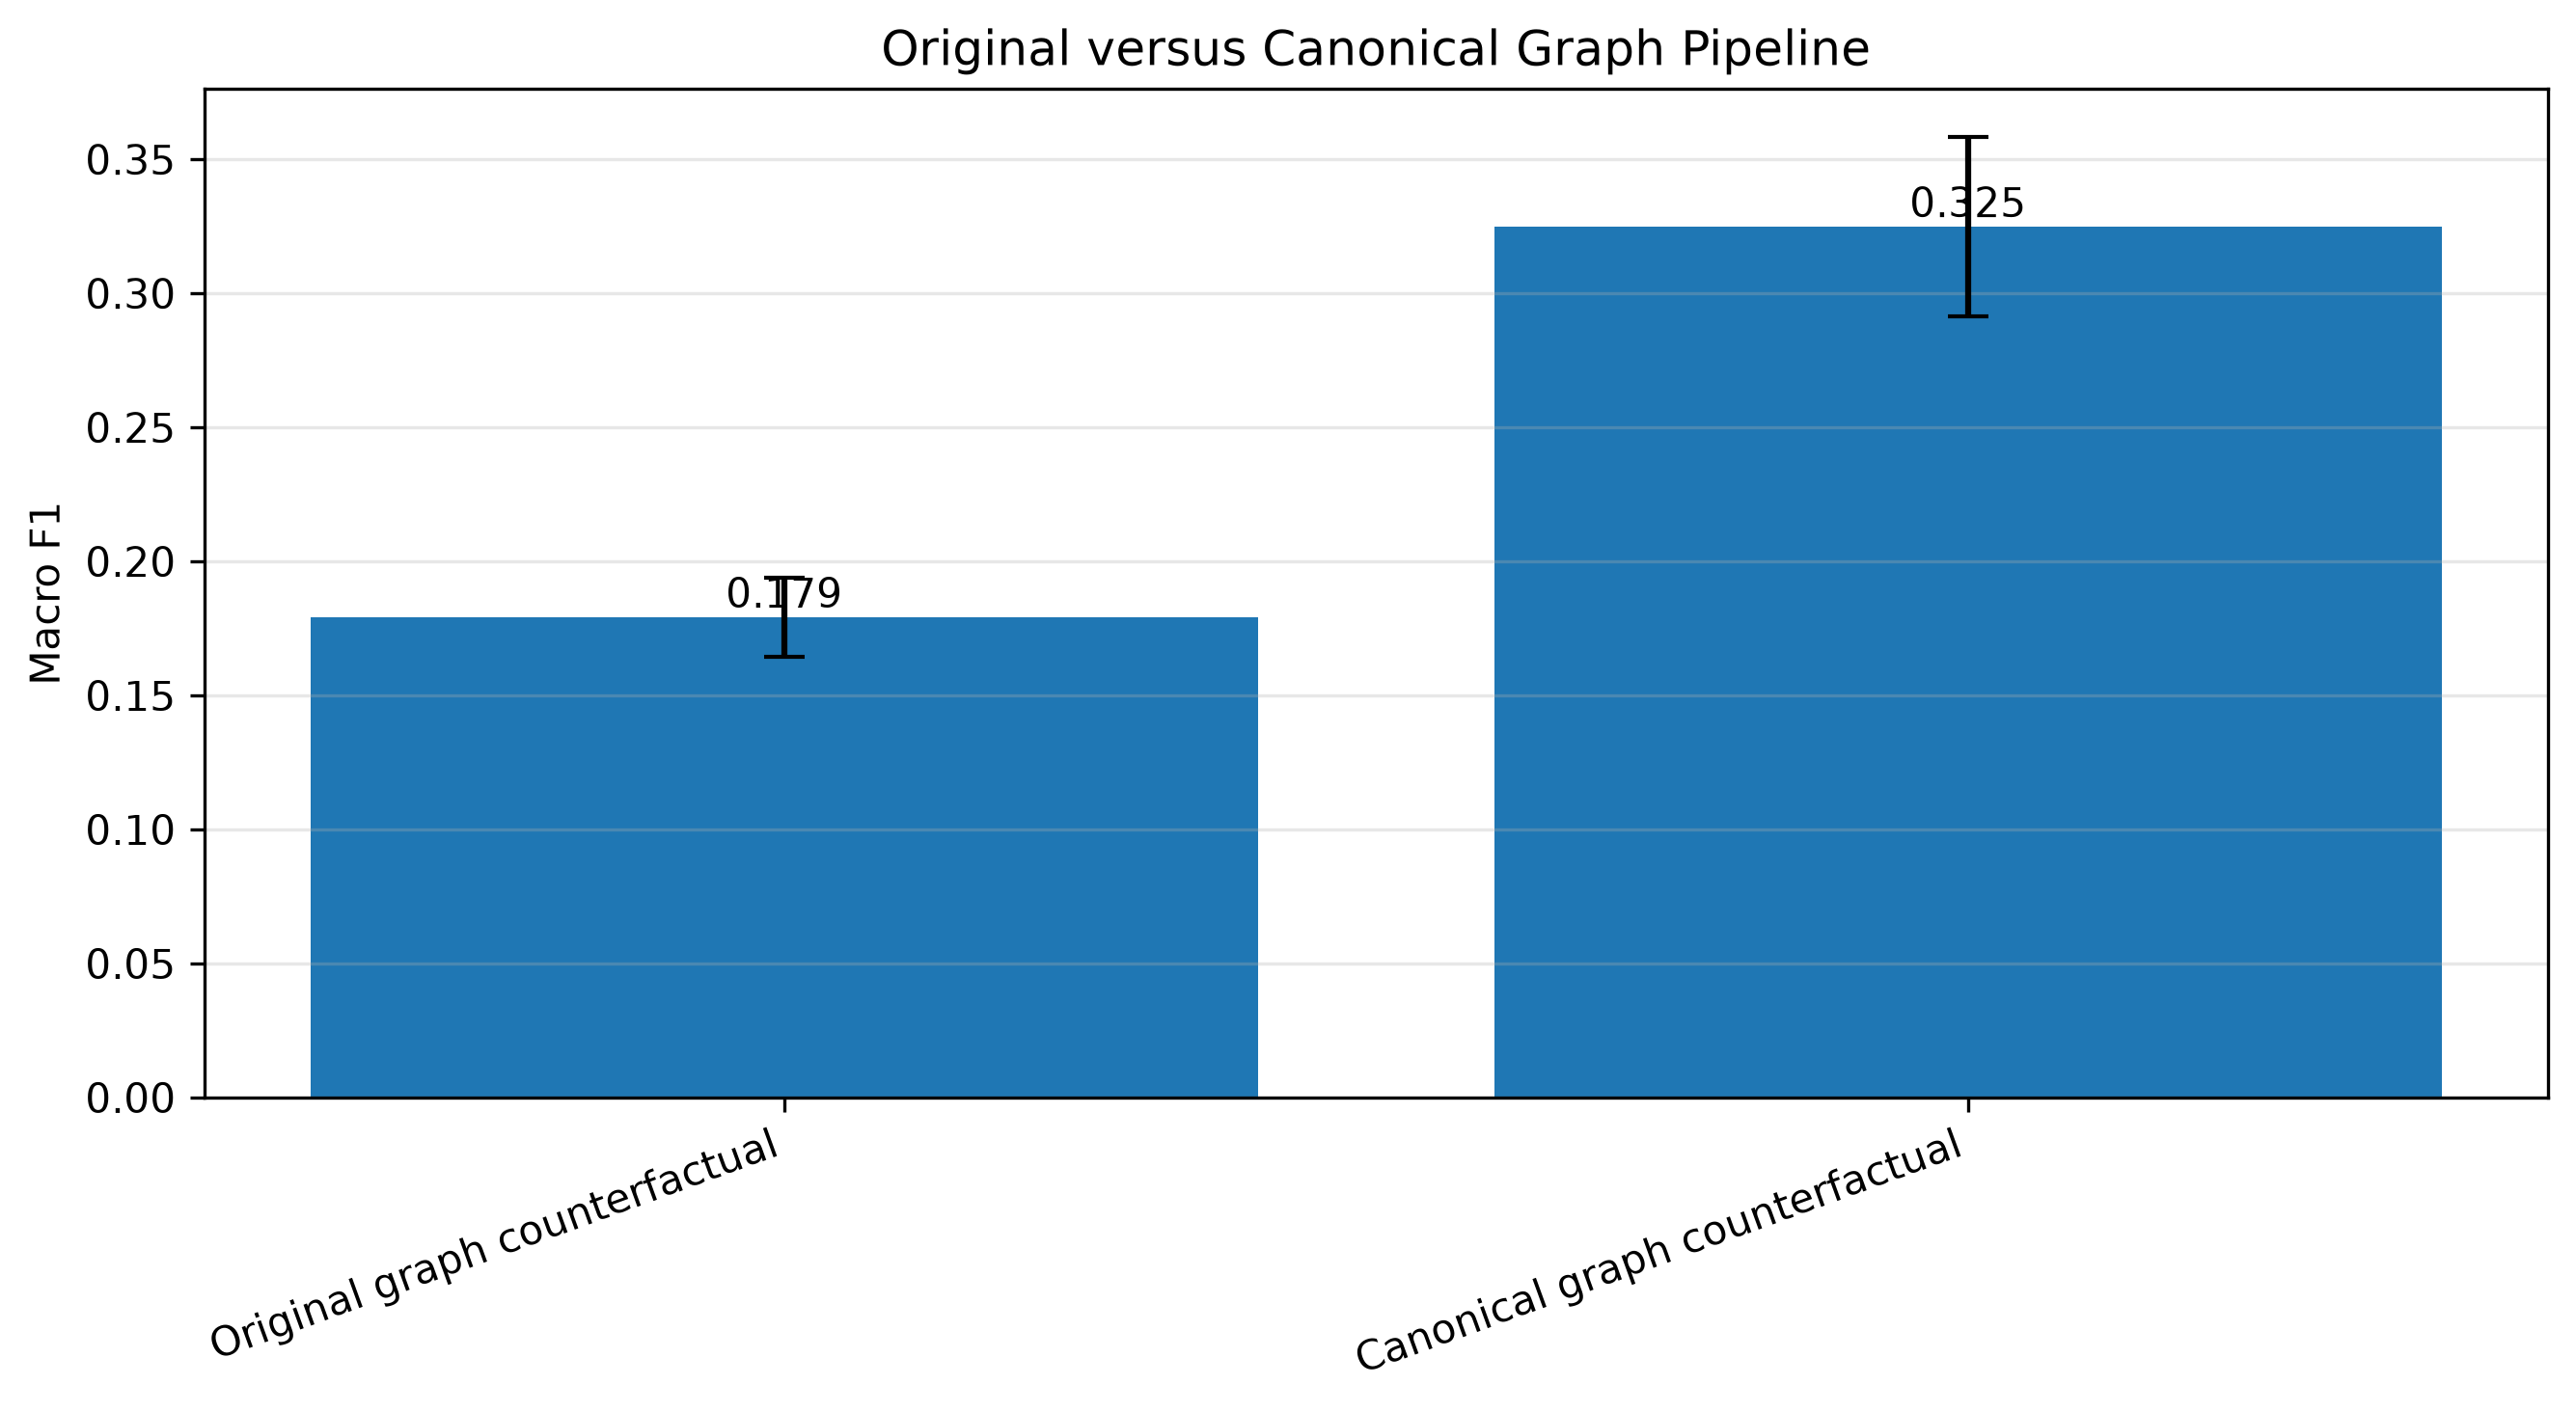 Original versus Canonical Graph Pipeline
Macro F1
0.35
0.30
0.25
0.20
0.15
0.10
0.05
0.00
0.179
0.325
Original graph counterfactual
Canonical graph counterfactual